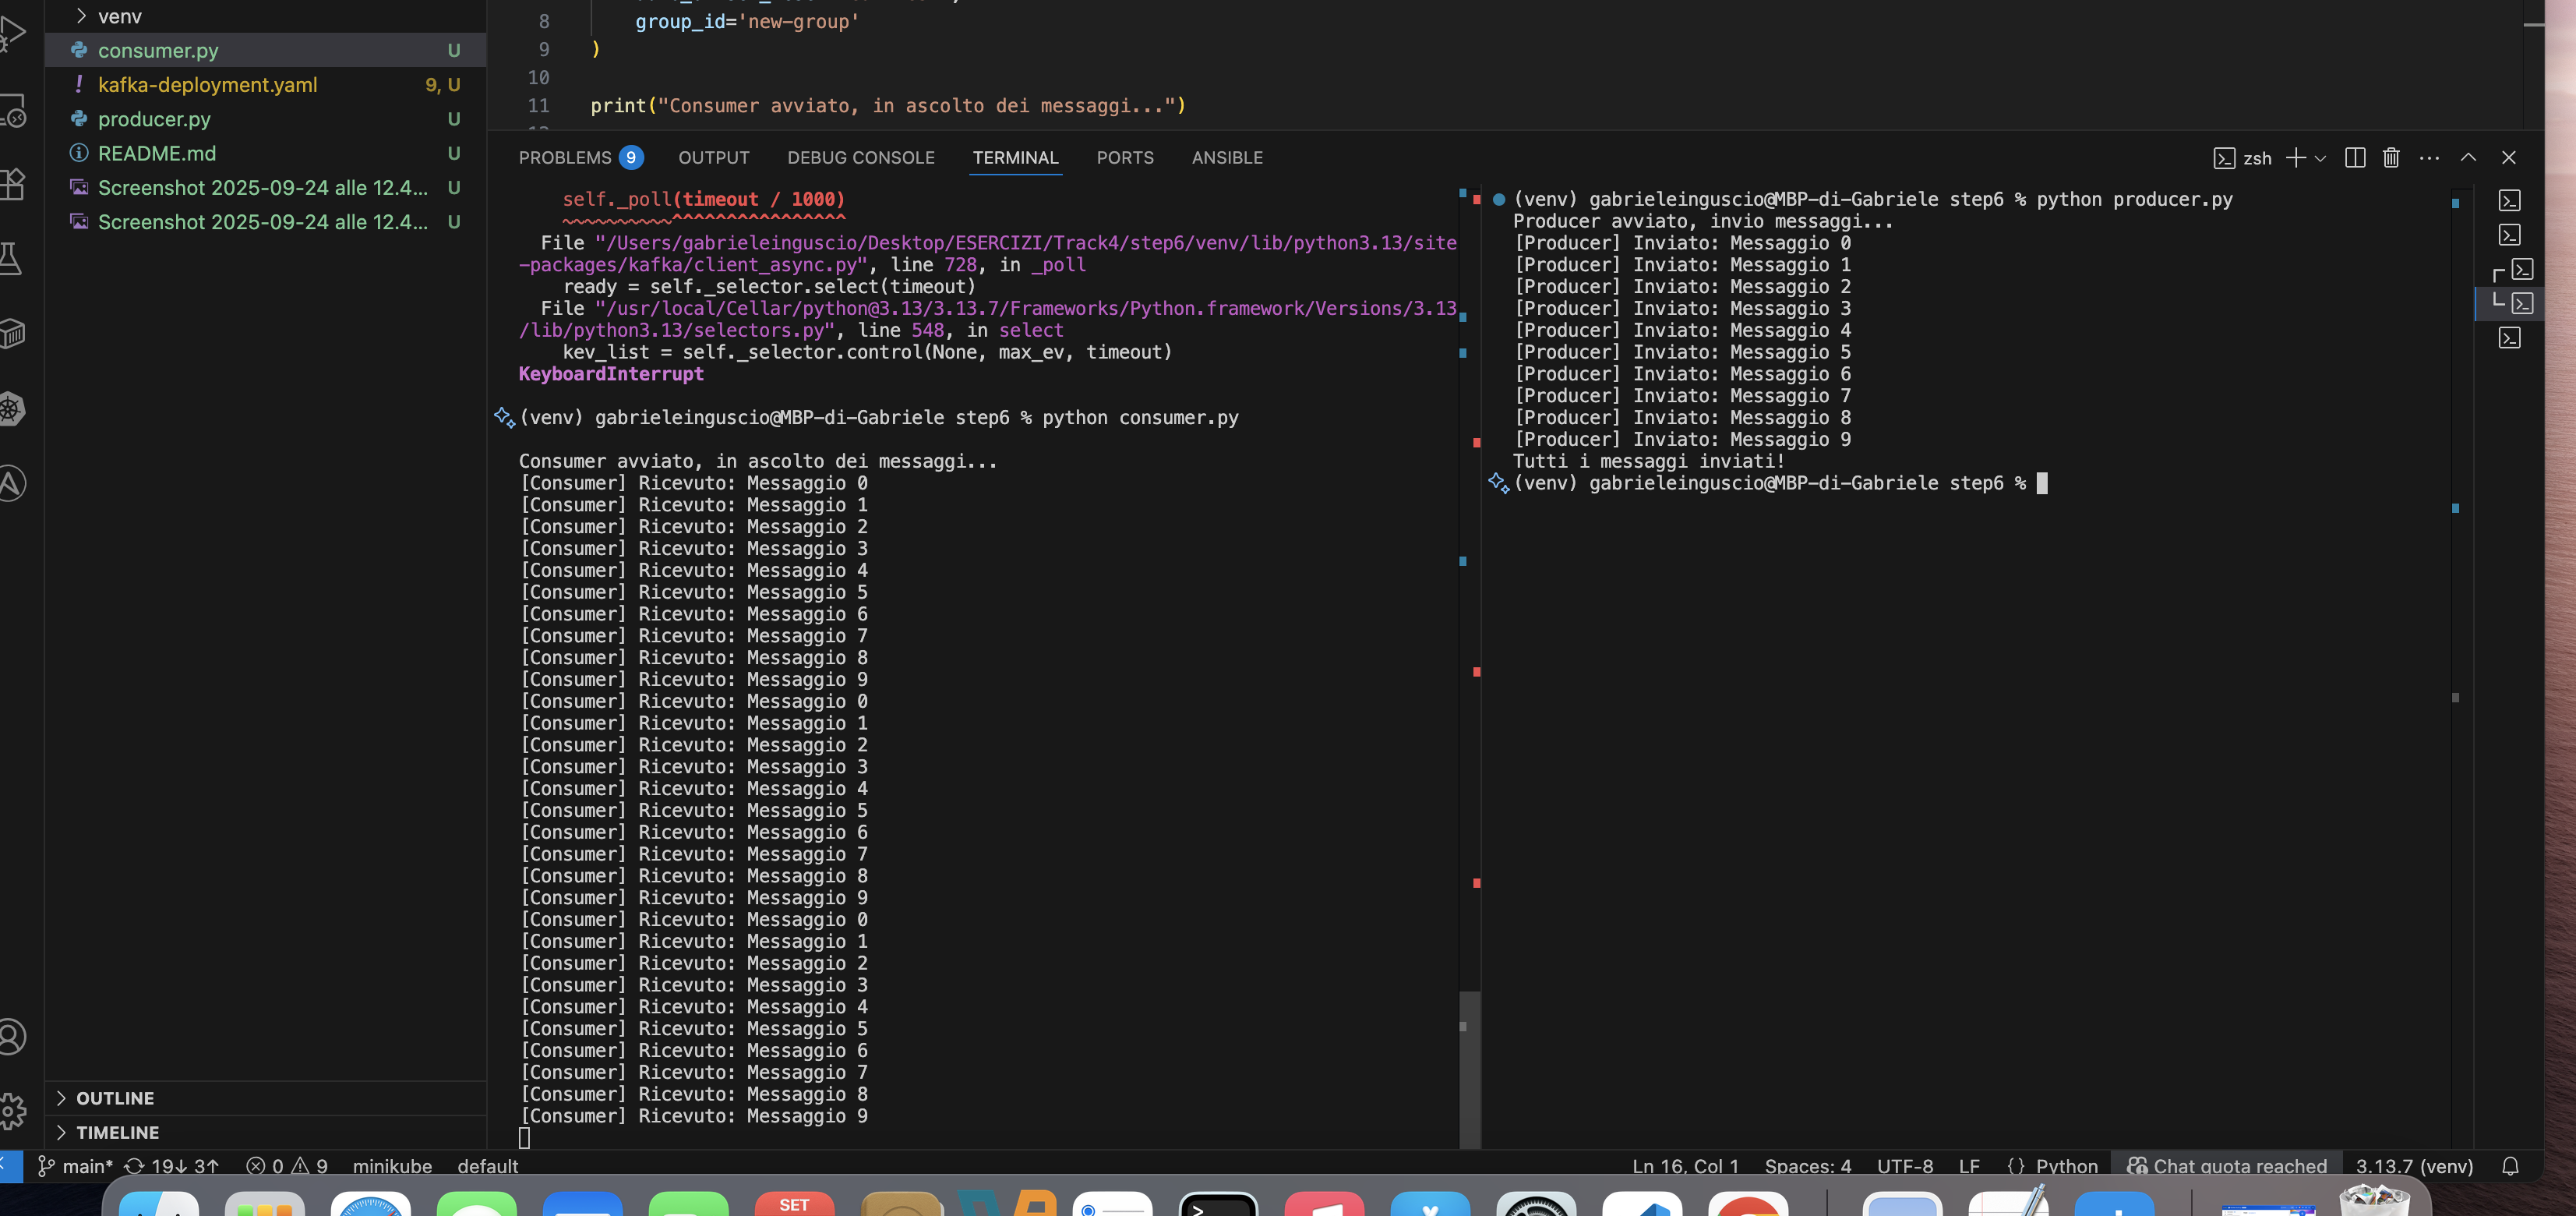 venv
consumer.py U
kafka-deployment.yaml 9, U
producer.py U
README.md U
Screenshot 2025-09-24 alle 12.4... U
Screenshot 2025-09-24 alle 12.4... U
OUTLINE
TIMELINE
8 group_id='new-group'
9 )
10
11 print("Consumer avviato, in ascolto dei messaggi...")
PROBLEMS 9 OUTPUT DEBUG CONSOLE TERMINAL PORTS ANSIBLE
zsh
self._poll(timeout / 1000)
~~~~~~~~~~^^^^^^^^^^^^^^^^
File "/Users/gabrieleinguscio/Desktop/ESERCIZI/Track4/step6/venv/lib/python3.13/site
-packages/kafka/client_async.py", line 728, in _poll
ready = self._selector.select(timeout)
File "/usr/local/Cellar/python@3.13/3.13.7/Frameworks/Python.framework/Versions/3.13
/lib/python3.13/selectors.py", line 548, in select
kev_list = self._selector.control(None, max_ev, timeout)
KeyboardInterrupt
(venv) gabrieleinguscio@MBP-di-Gabriele step6 % python consumer.py
Consumer avviato, in ascolto dei messaggi...
[Consumer] Ricevuto: Messaggio 0
[Consumer] Ricevuto: Messaggio 1
[Consumer] Ricevuto: Messaggio 2
[Consumer] Ricevuto: Messaggio 3
[Consumer] Ricevuto: Messaggio 4
[Consumer] Ricevuto: Messaggio 5
[Consumer] Ricevuto: Messaggio 6
[Consumer] Ricevuto: Messaggio 7
[Consumer] Ricevuto: Messaggio 8
[Consumer] Ricevuto: Messaggio 9
[Consumer] Ricevuto: Messaggio 0
[Consumer] Ricevuto: Messaggio 1
[Consumer] Ricevuto: Messaggio 2
[Consumer] Ricevuto: Messaggio 3
[Consumer] Ricevuto: Messaggio 4
[Consumer] Ricevuto: Messaggio 5
[Consumer] Ricevuto: Messaggio 6
[Consumer] Ricevuto: Messaggio 7
[Consumer] Ricevuto: Messaggio 8
[Consumer] Ricevuto: Messaggio 9
[Consumer] Ricevuto: Messaggio 0
[Consumer] Ricevuto: Messaggio 1
[Consumer] Ricevuto: Messaggio 2
[Consumer] Ricevuto: Messaggio 3
[Consumer] Ricevuto: Messaggio 4
[Consumer] Ricevuto: Messaggio 5
[Consumer] Ricevuto: Messaggio 6
[Consumer] Ricevuto: Messaggio 7
[Consumer] Ricevuto: Messaggio 8
[Consumer] Ricevuto: Messaggio 9
(venv) gabrieleinguscio@MBP-di-Gabriele step6 % python producer.py
Producer avviato, invio messaggi...
[Producer] Inviato: Messaggio 0
[Producer] Inviato: Messaggio 1
[Producer] Inviato: Messaggio 2
[Producer] Inviato: Messaggio 3
[Producer] Inviato: Messaggio 4
[Producer] Inviato: Messaggio 5
[Producer] Inviato: Messaggio 6
[Producer] Inviato: Messaggio 7
[Producer] Inviato: Messaggio 8
[Producer] Inviato: Messaggio 9
Tutti i messaggi inviati!
(venv) gabrieleinguscio@MBP-di-Gabriele step6 %
main* 19↓ 3↑ 0 9 minikube default Ln 16, Col 1 Spaces: 4 UTF-8 LF {} Python Chat quota reached 3.13.7 (venv)
SET